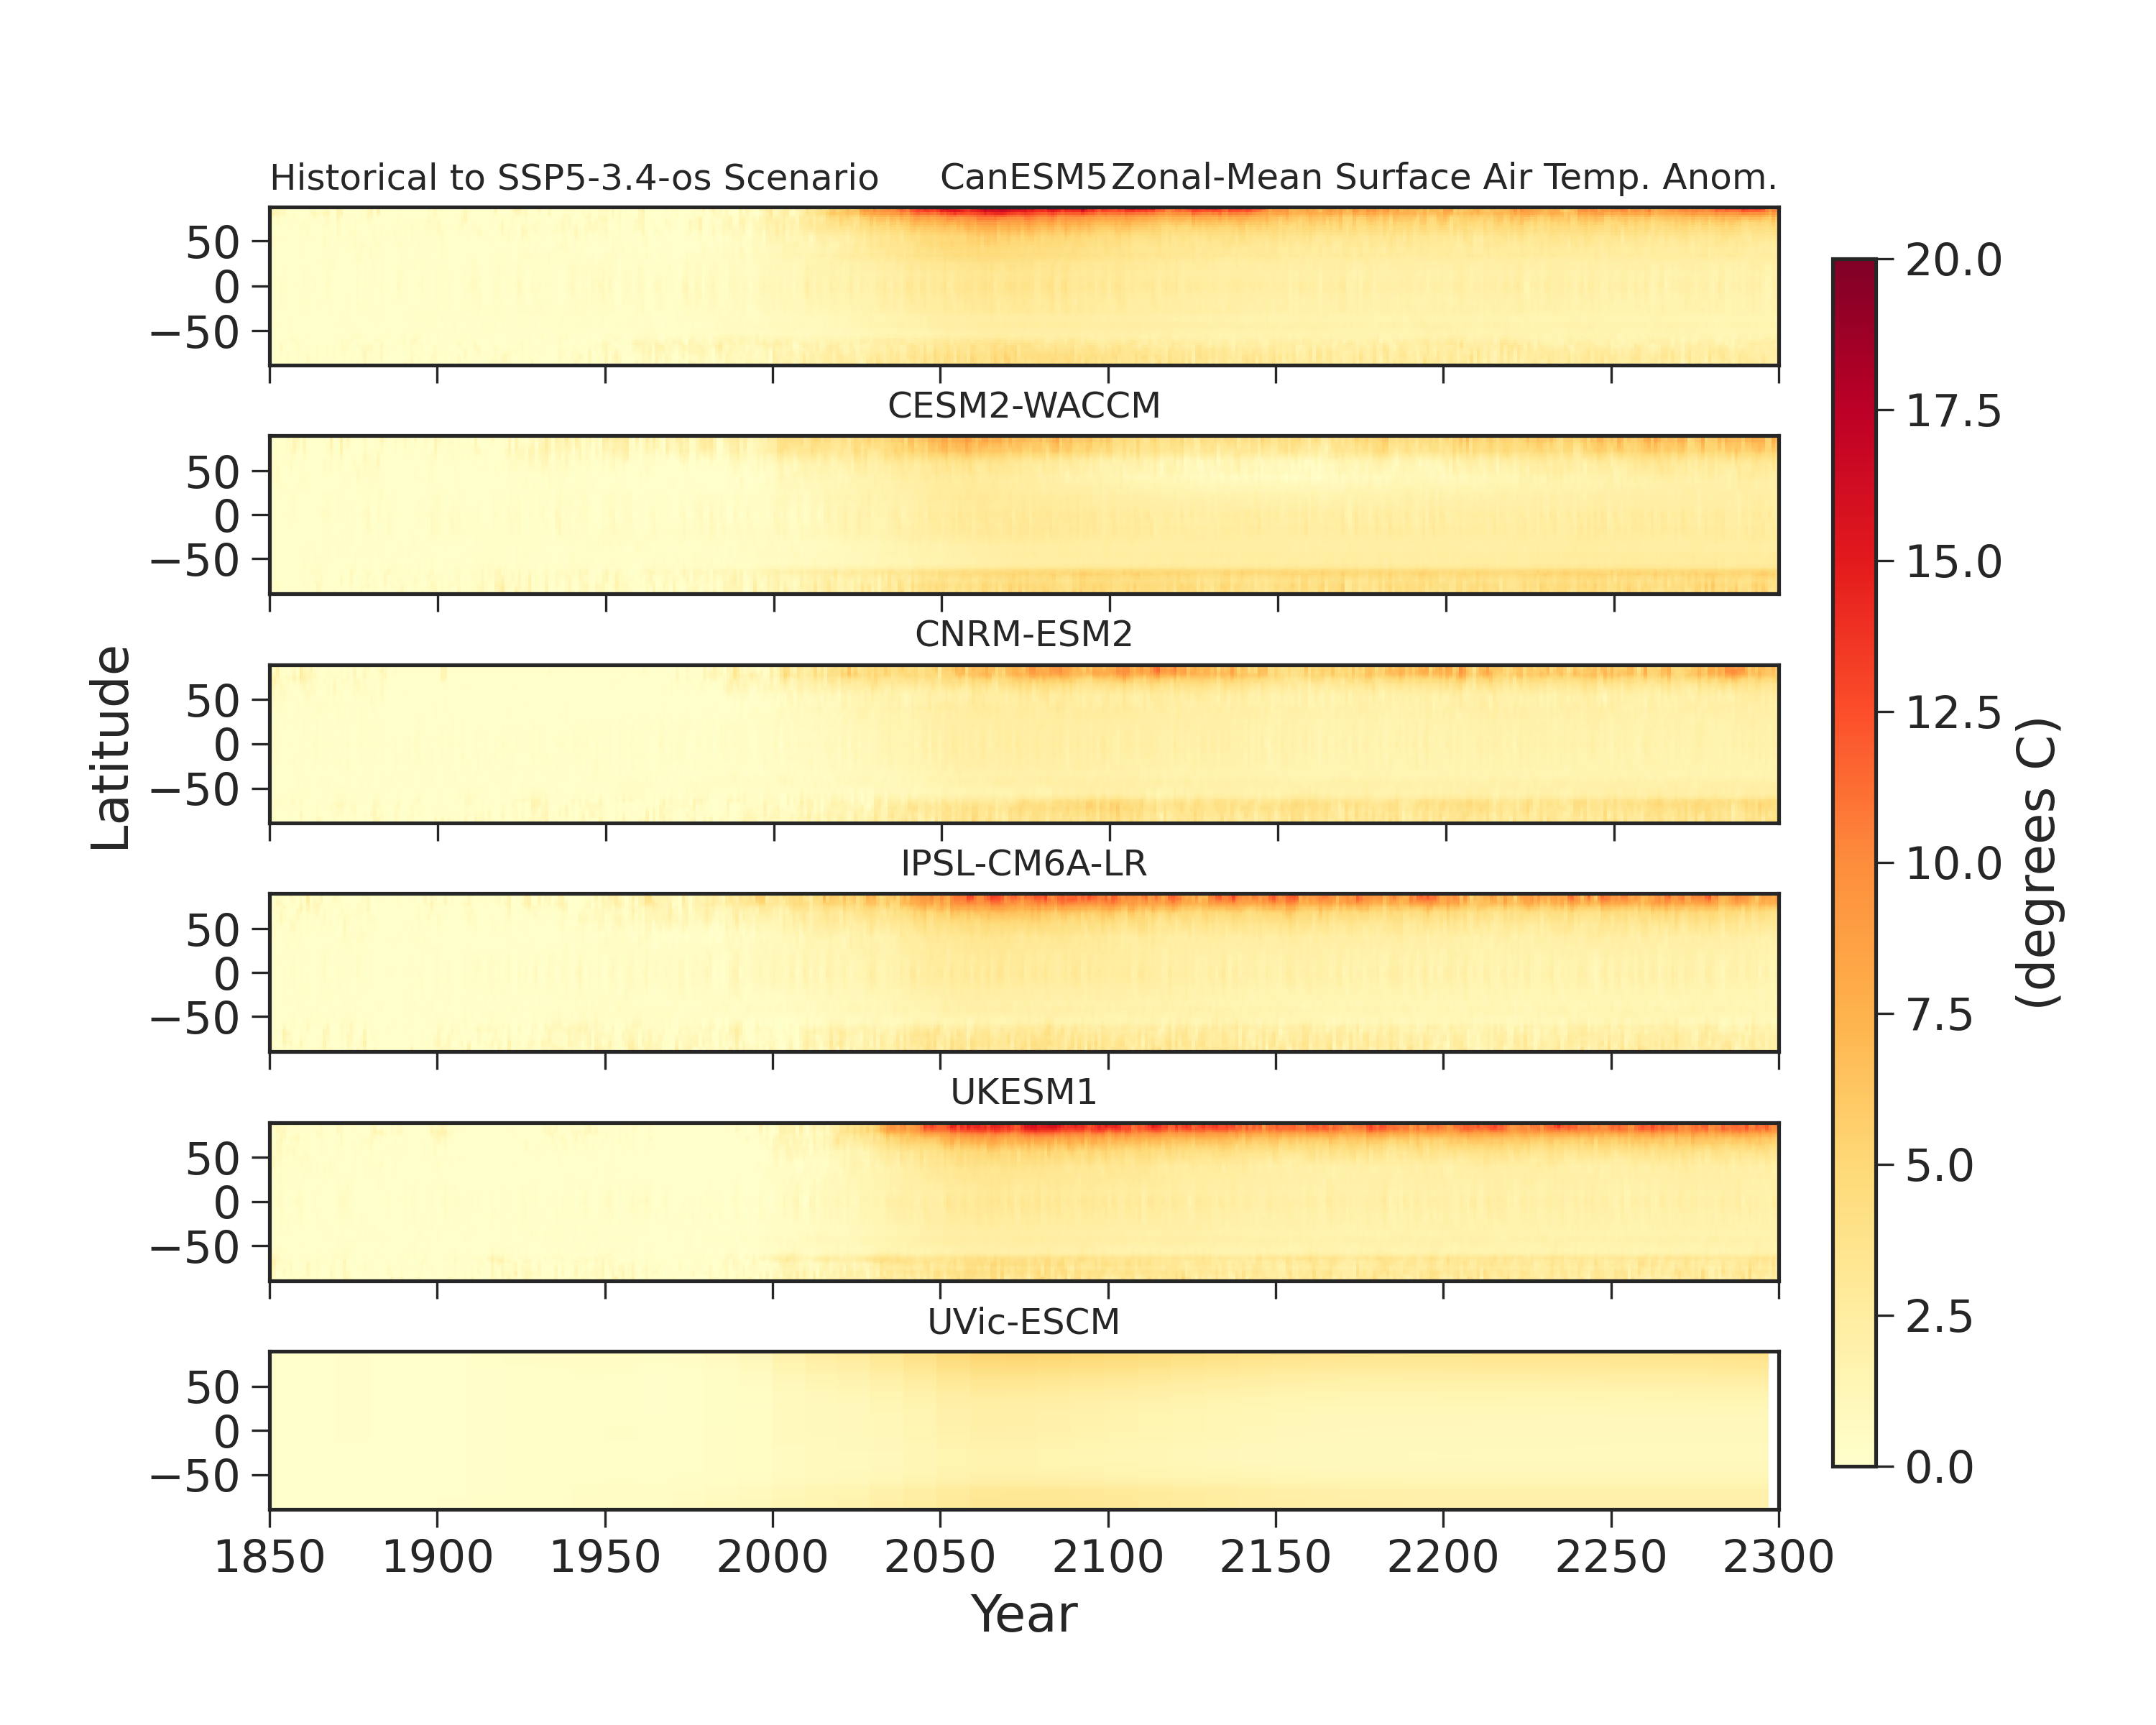 Historical to SSP5-3.4-os Scenario CanESM5 Zonal-Mean Surface Air Temp. Anom.
50
0
−50
CESM2-WACCM
50
0
−50
CNRM-ESM2
50
0
−50
IPSL-CM6A-LR
50
0
−50
UKESM1
50
0
−50
UVic-ESCM
50
0
−50
1850 1900 1950 2000 2050 2100 2150 2200 2250 2300
Year
Latitude
20.0
17.5
15.0
12.5
10.0
7.5
5.0
2.5
0.0
(degrees C)